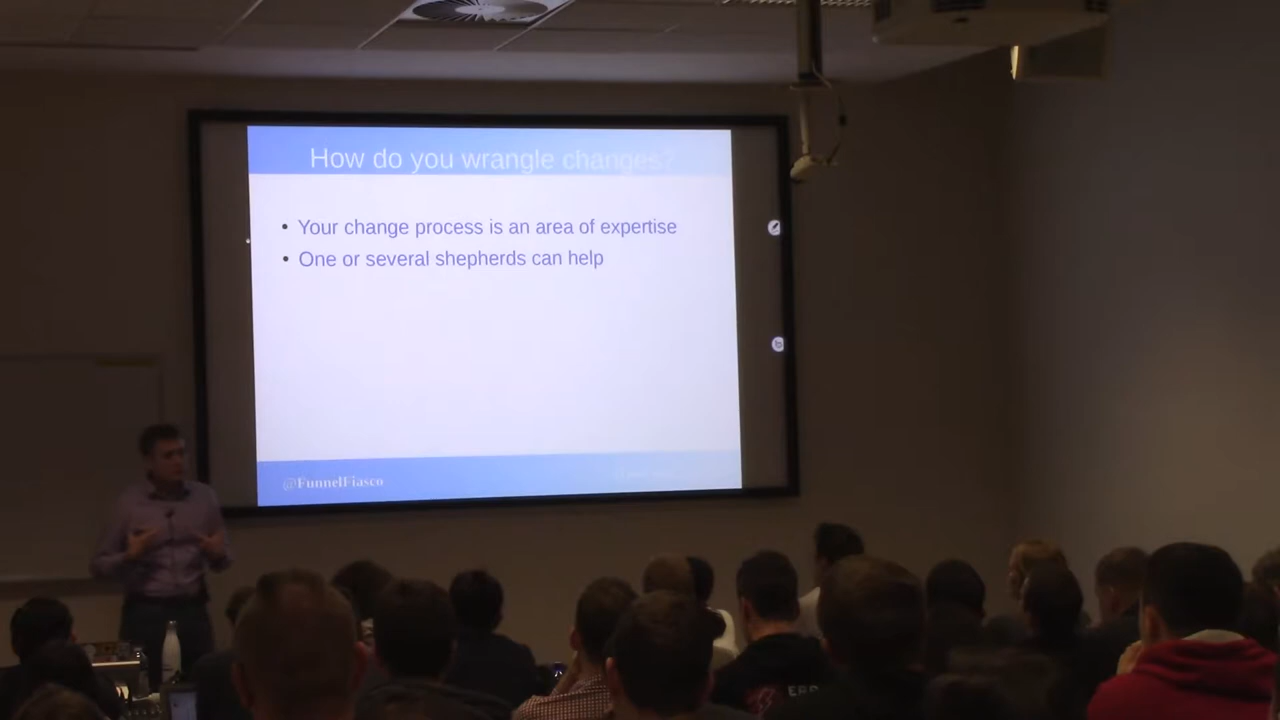 How do you wrangle changes?
• Your change process is an area of expertise
• One or several shepherds can help
@FunnelFiasco